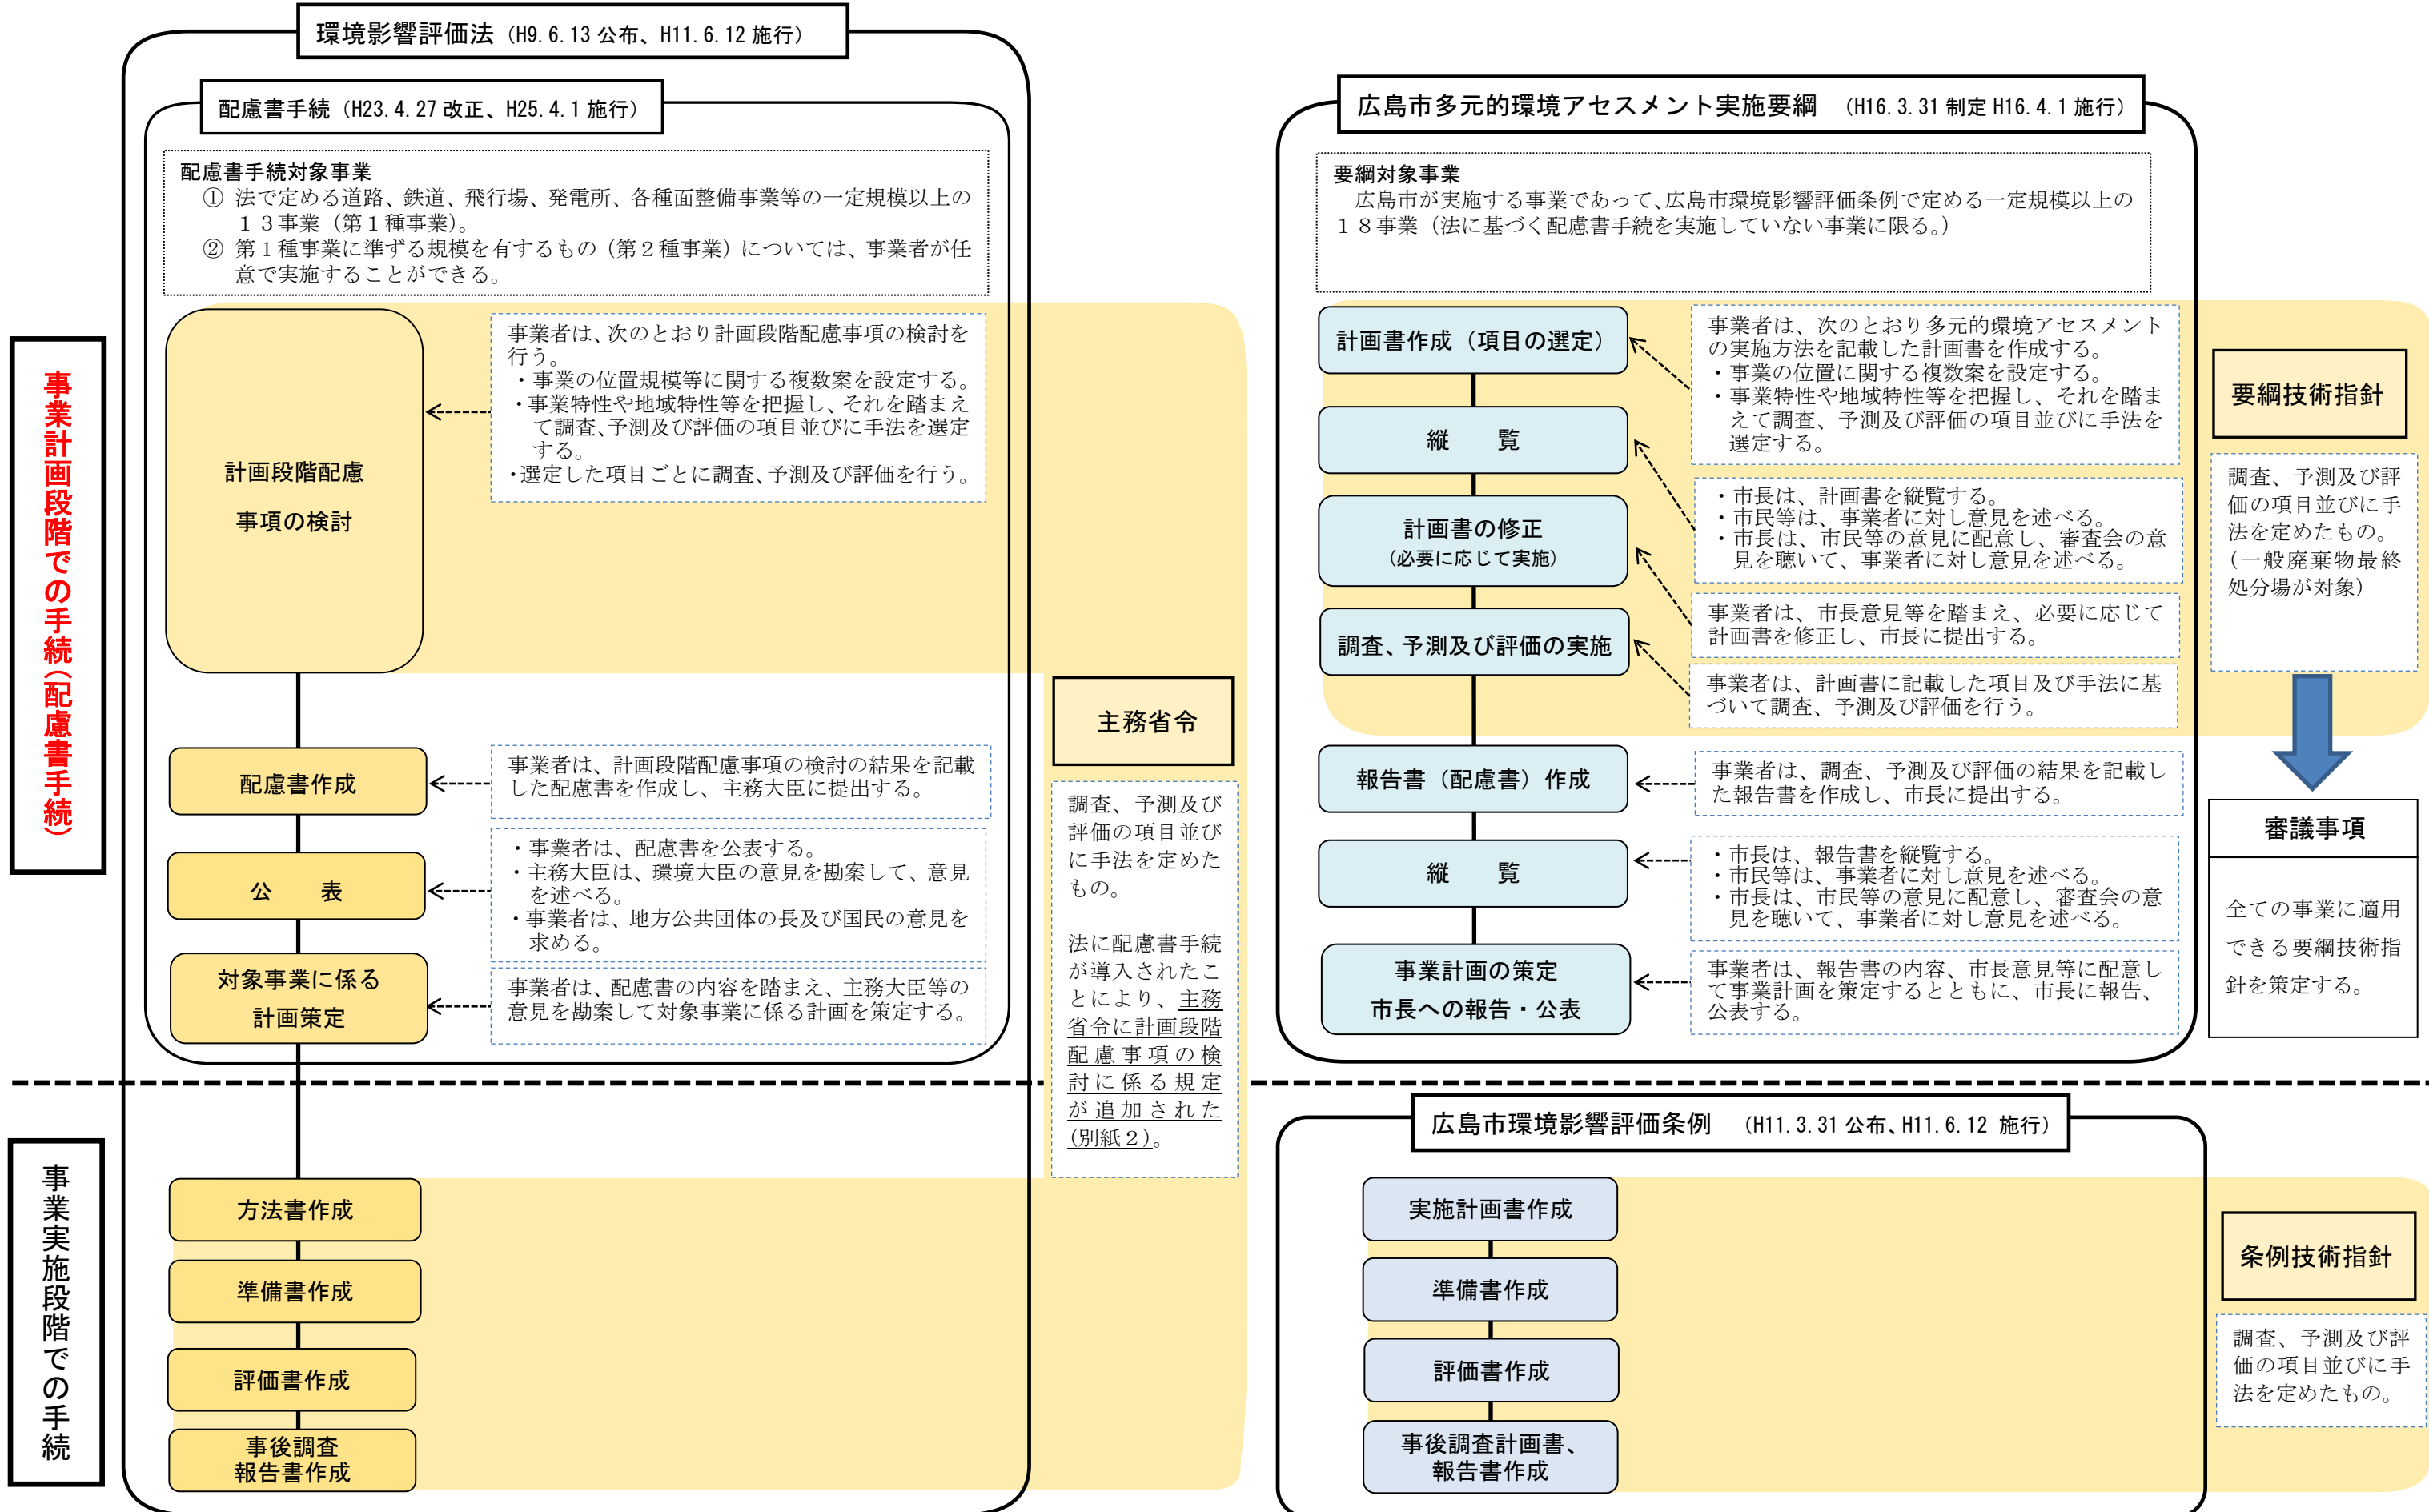 環境影響評価法（H9.6.13 公布、H11.6.12 施行）
配慮書手続（H23.4.27 改正、H25.4.1 施行）
配慮書手続対象事業
① 法で定める道路、鉄道、飛行場、発電所、各種面整備事業等の一定規模以上の
１３事業（第１種事業）。
② 第１種事業に準ずる規模を有するもの（第２種事業）については、事業者が任
意で実施することができる。
事業計画段階での手続（配慮書手続）
計画段階配慮
事項の検討
事業者は、次のとおり計画段階配慮事項の検討を
行う。
・事業の位置規模等に関する複数案を設定する。
・事業特性や地域特性等を把握し、それを踏まえ
て調査、予測及び評価の項目並びに手法を選定
する。
・選定した項目ごとに調査、予測及び評価を行う。
配慮書作成
事業者は、計画段階配慮事項の検討の結果を記載
した配慮書を作成し、主務大臣に提出する。
公　　表
・事業者は、配慮書を公表する。
・主務大臣は、環境大臣の意見を勘案して、意見
を述べる。
・事業者は、地方公共団体の長及び国民の意見を
求める。
対象事業に係る
計画策定
事業者は、配慮書の内容を踏まえ、主務大臣等の
意見を勘案して対象事業に係る計画を策定する。
主務省令
調査、予測及び
評価の項目並び
に手法を定めた
もの。
法に配慮書手続
が導入されたこ
とにより、主務
省令に計画段階
配慮事項の検
討に係る規定
が追加された
（別紙２）。
広島市多元的環境アセスメント実施要綱　（H16.3.31 制定 H16.4.1 施行）
要綱対象事業
広島市が実施する事業であって、広島市環境影響評価条例で定める一定規模以上の
１８事業（法に基づく配慮書手続を実施していない事業に限る。）
計画書作成（項目の選定）
事業者は、次のとおり多元的環境アセスメント
の実施方法を記載した計画書を作成する。
・事業の位置に関する複数案を設定する。
・事業特性や地域特性等を把握し、それを踏ま
えて調査、予測及び評価の項目並びに手法を
選定する。
縦　　覧
・市長は、計画書を縦覧する。
・市民等は、事業者に対し意見を述べる。
・市長は、市民等の意見に配意し、審査会の意
見を聴いて、事業者に対し意見を述べる。
計画書の修正
（必要に応じて実施）
事業者は、市長意見等を踏まえ、必要に応じて
計画書を修正し、市長に提出する。
調査、予測及び評価の実施
事業者は、計画書に記載した項目及び手法に基
づいて調査、予測及び評価を行う。
報告書（配慮書）作成
事業者は、調査、予測及び評価の結果を記載し
た報告書を作成し、市長に提出する。
縦　　覧
・市長は、報告書を縦覧する。
・市民等は、事業者に対し意見を述べる。
・市長は、市民等の意見に配意し、審査会の意
見を聴いて、事業者に対し意見を述べる。
事業計画の策定
市長への報告・公表
事業者は、報告書の内容、市長意見等に配意し
て事業計画を策定するとともに、市長に報告、
公表する。
要綱技術指針
調査、予測及び評
価の項目並びに手
法を定めたもの。
（一般廃棄物最終
処分場が対象）
審議事項
全ての事業に適用
できる要綱技術指
針を策定する。
事業実施段階での手続
方法書作成
準備書作成
評価書作成
事後調査
報告書作成
広島市環境影響評価条例　（H11.3.31 公布、H11.6.12 施行）
実施計画書作成
準備書作成
評価書作成
事後調査計画書、
報告書作成
条例技術指針
調査、予測及び評
価の項目並びに手
法を定めたもの。